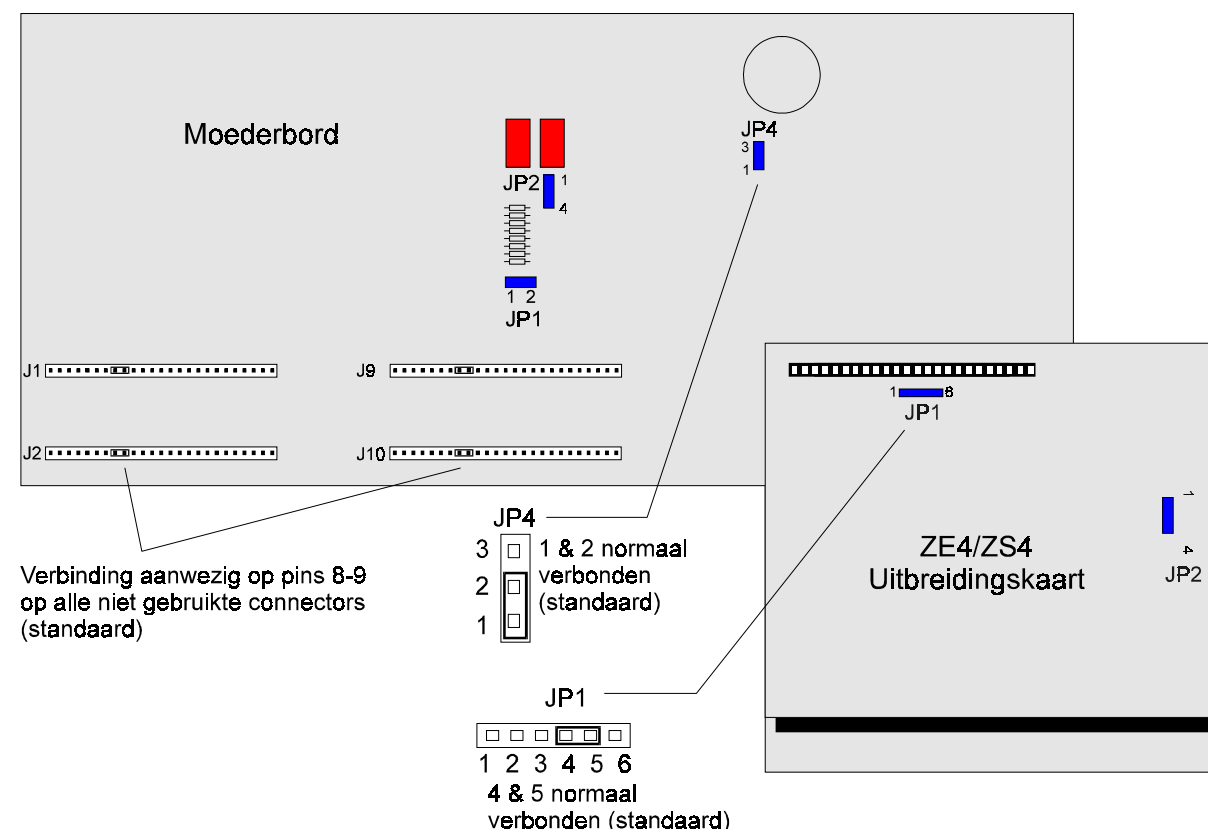 Moederbord
JP4
3
1
JP2
1
4
1 2
JP1
J1
J9
J2
J10
1
6
JP1
ZE4/ZS4
Uitbreidingskaart
1
4
JP2
Verbinding aanwezig op pins 8-9
op alle niet gebruikte connectors
(standaard)
JP4
3
2
1
1 & 2 normaal
verbonden
(standaard)
JP1
1 2 3 4 5 6
4 & 5 normaal
verbonden (standaard)